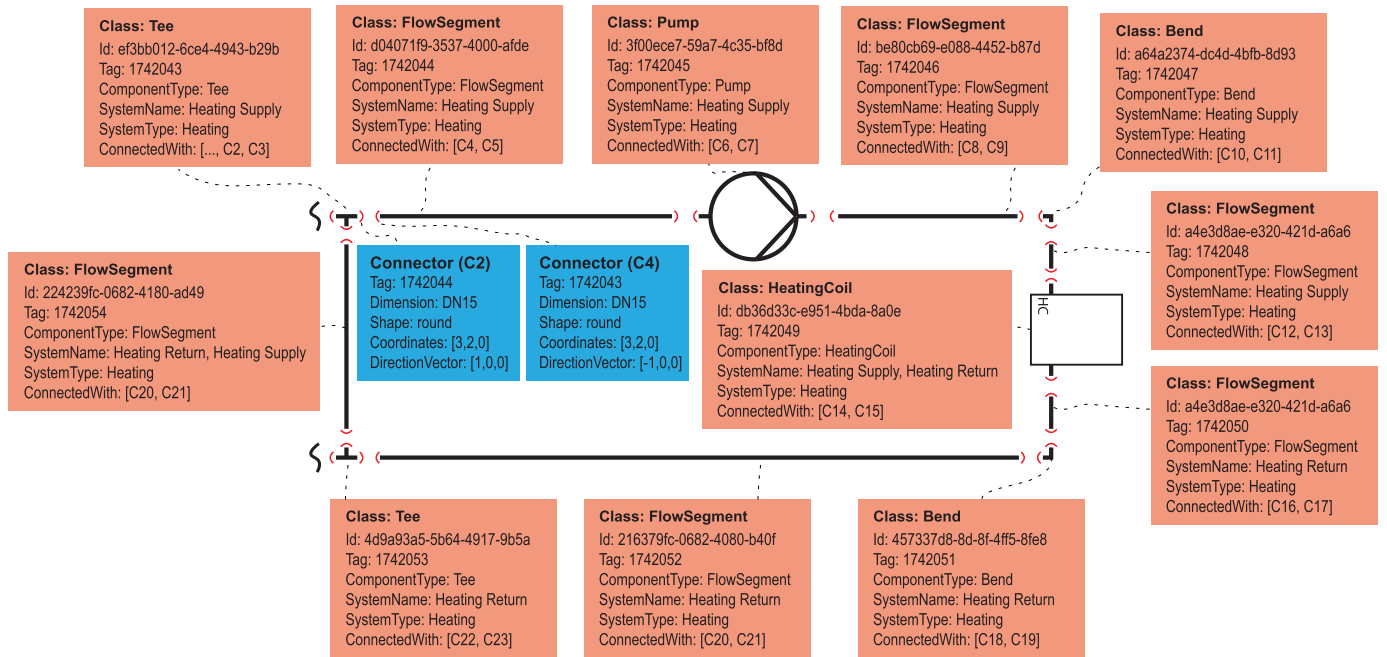 Class: Tee
Id: ef3bb012-6ce4-4943-b29b
Tag: 1742043
ComponentType: Tee
SystemName: Heating Supply
SystemType: Heating
ConnectedWith: [..., C2, C3]
Class: FlowSegment
Id: d04071f9-3537-4000-afde
Tag: 1742044
ComponentType: FlowSegment
SystemName: Heating Supply
SystemType: Heating
ConnectedWith: [C4, C5]
Class: Pump
Id: 3f00ece7-59a7-4c35-bf8d
Tag: 1742045
ComponentType: Pump
SystemName: Heating Supply
SystemType: Heating
ConnectedWith: [C6, C7]
Class: FlowSegment
Id: be80cb69-e088-4452-b87d
Tag: 1742046
ComponentType: FlowSegment
SystemName: Heating Supply
SystemType: Heating
ConnectedWith: [C8, C9]
Class: Bend
Id: a64a2374-dc4d-4bfb-8d93
Tag: 1742047
ComponentType: Bend
SystemName: Heating Supply
SystemType: Heating
ConnectedWith: [C10, C11]
Class: FlowSegment
Id: 224239fc-0682-4180-ad49
Tag: 1742054
ComponentType: FlowSegment
SystemName: Heating Return, Heating Supply
SystemType: Heating
ConnectedWith: [C20, C21]
Connector (C2)
Tag: 1742044
Dimension: DN15
Shape: round
Coordinates: [3,2,0]
DirectionVector: [1,0,0]
Connector (C4)
Tag: 1742043
Dimension: DN15
Shape: round
Coordinates: [3,2,0]
DirectionVector: [-1,0,0]
Class: HeatingCoil
Id: db36d33c-e951-4bda-8a0e
Tag: 1742049
ComponentType: HeatingCoil
SystemName: Heating Supply, Heating Return
SystemType: Heating
ConnectedWith: [C14, C15]
HC
Class: FlowSegment
Id: a4e3d8ae-e320-421d-a6a6
Tag: 1742048
ComponentType: FlowSegment
SystemName: Heating Supply
SystemType: Heating
ConnectedWith: [C12, C13]
Class: FlowSegment
Id: a4e3d8ae-e320-421d-a6a6
Tag: 1742050
ComponentType: FlowSegment
SystemName: Heating Return
SystemType: Heating
ConnectedWith: [C16, C17]
Class: Tee
Id: 4d9a93a5-5b64-4917-9b5a
Tag: 1742053
ComponentType: Tee
SystemName: Heating Return
SystemType: Heating
ConnectedWith: [C22, C23]
Class: FlowSegment
Id: 216379fc-0682-4080-b40f
Tag: 1742052
ComponentType: FlowSegment
SystemName: Heating Return
SystemType: Heating
ConnectedWith: [C20, C21]
Class: Bend
Id: 457337d8-8d-8f-4ff5-8fe8
Tag: 1742051
ComponentType: Bend
SystemName: Heating Return
SystemType: Heating
ConnectedWith: [C18, C19]